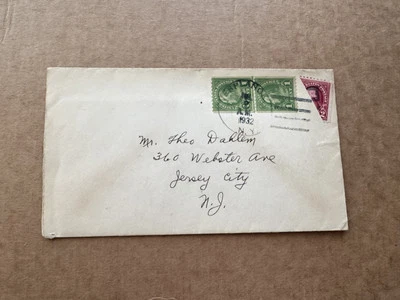 1932
N.Y.
Mr. Theo Dahlem
360 Webster Ave
Jersey City
N.J.